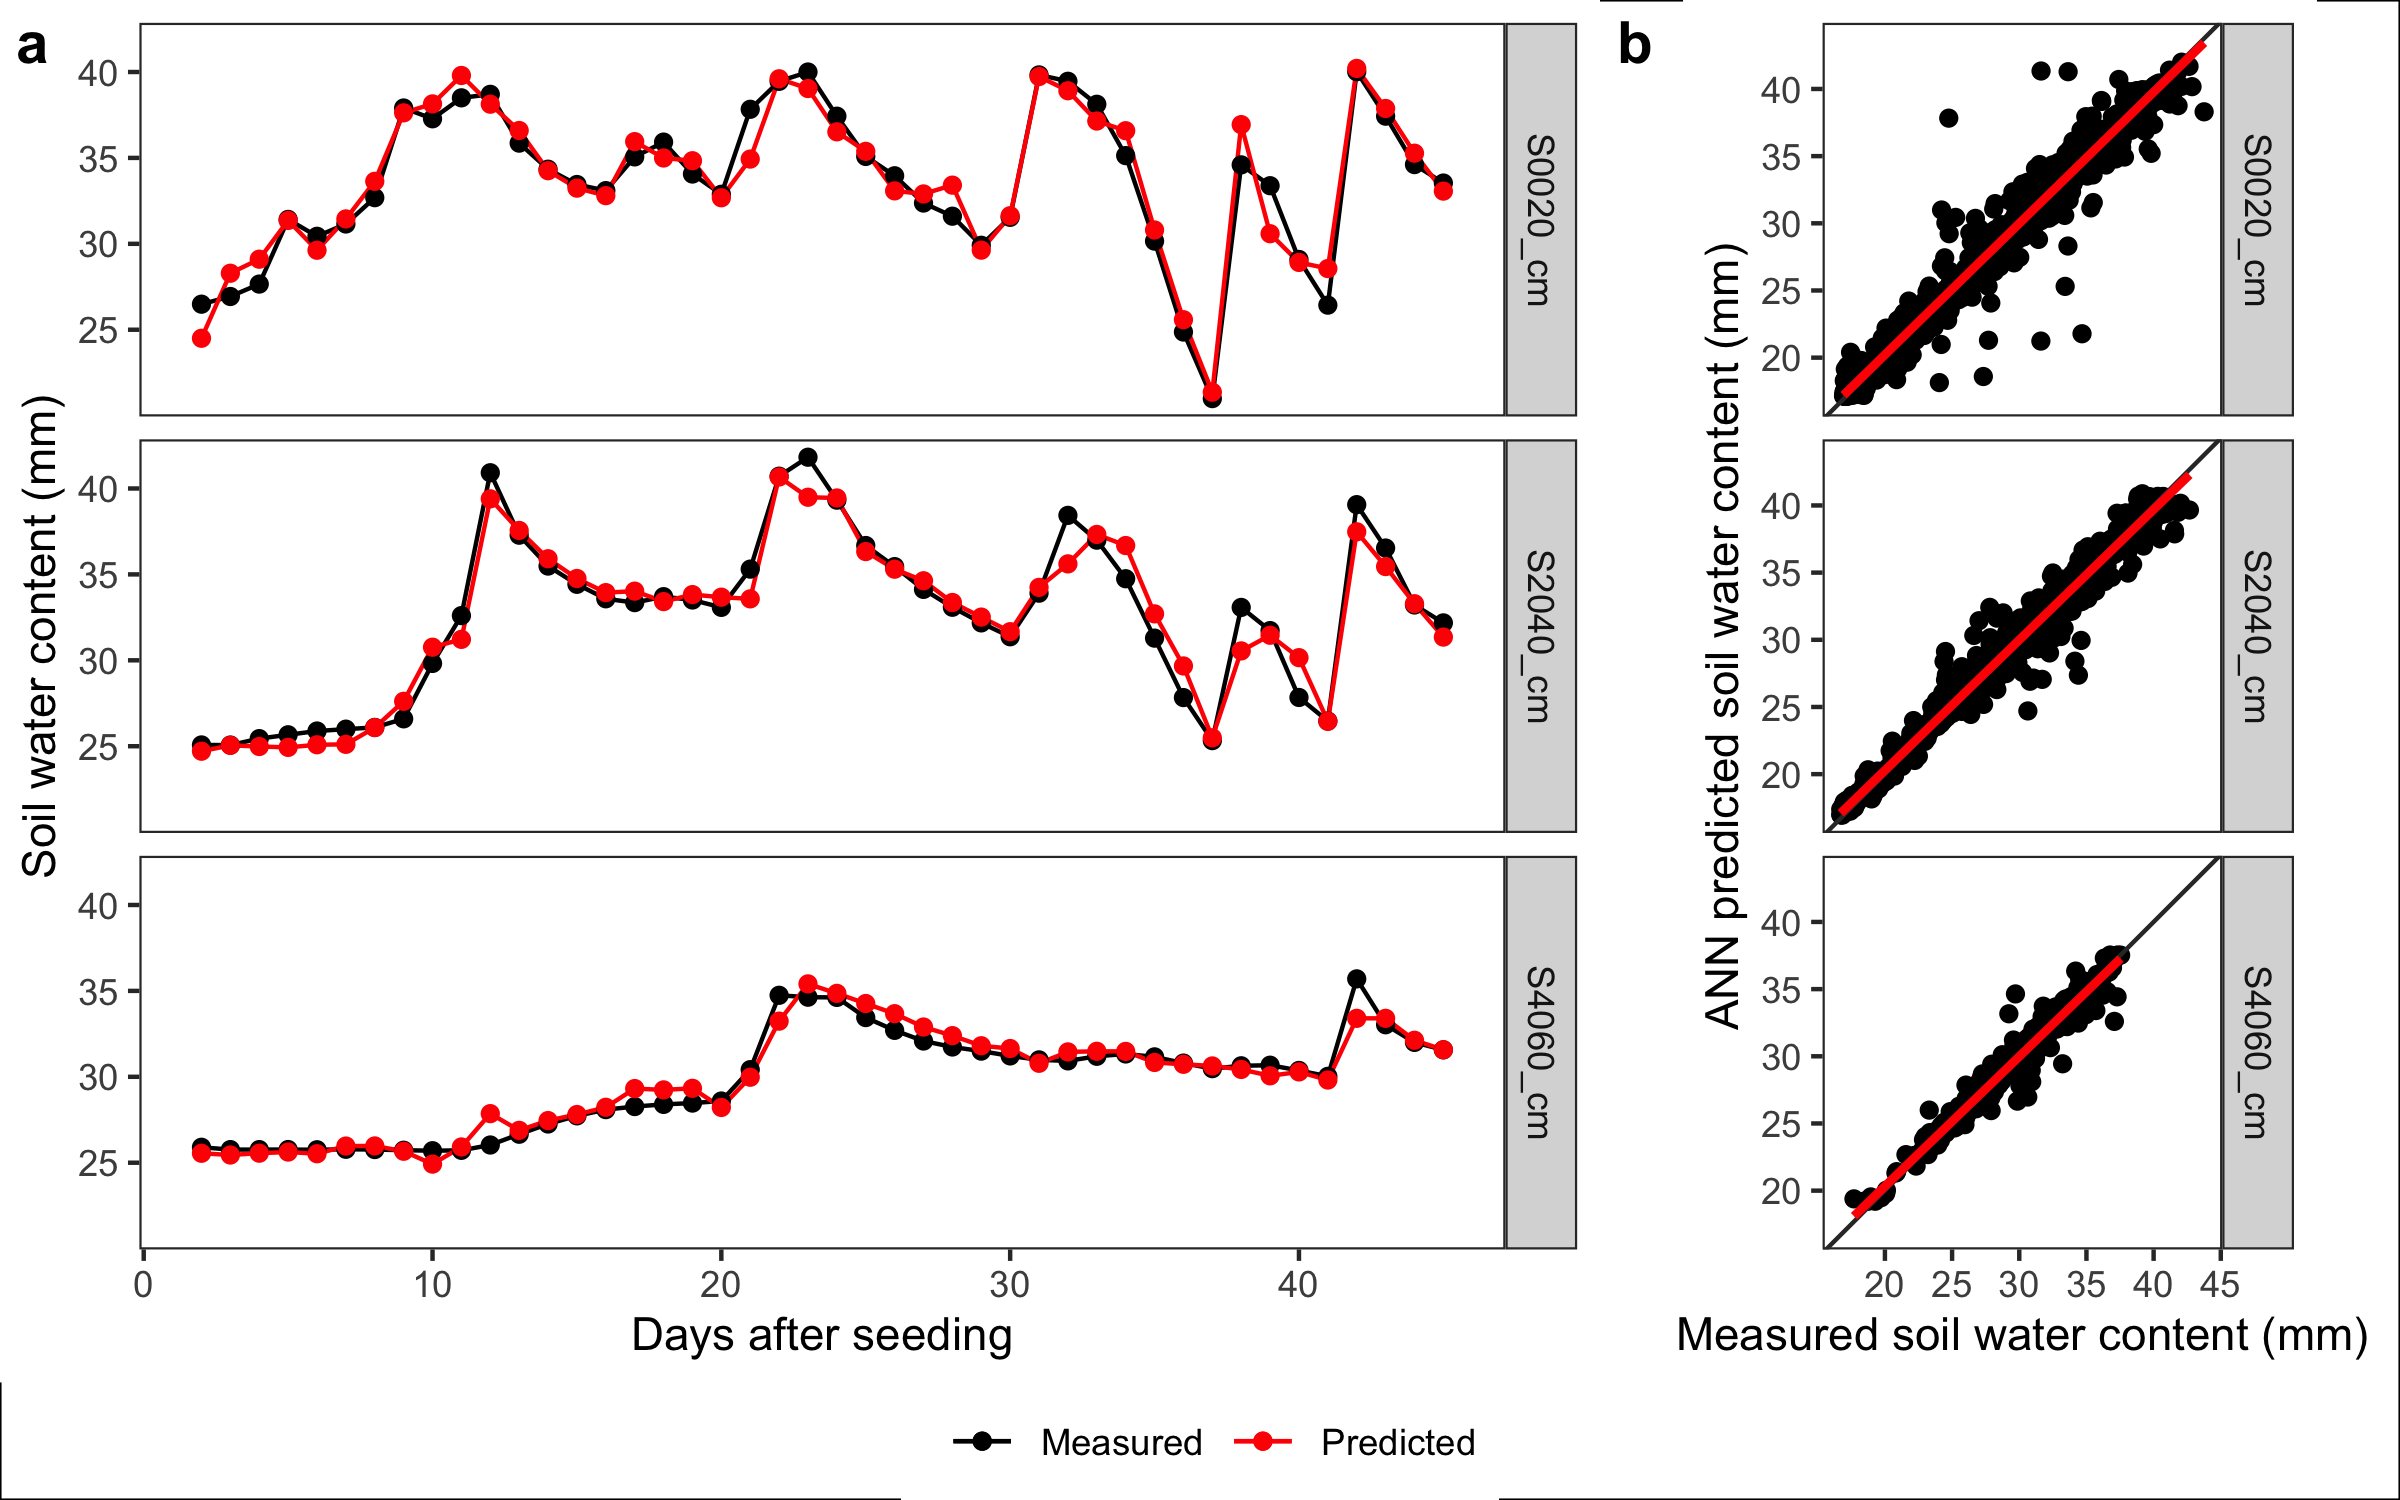 a
Soil water content (mm)
40
35
30
25
S0020_cm
40
35
30
25
S2040_cm
40
35
30
25
S4060_cm
0 10 20 30 40
Days after seeding
b
ANN predicted soil water content (mm)
40
35
30
25
20
S0020_cm
40
35
30
25
20
S2040_cm
40
35
30
25
20
S4060_cm
20 25 30 35 40 45
Measured soil water content (mm)
Measured Predicted